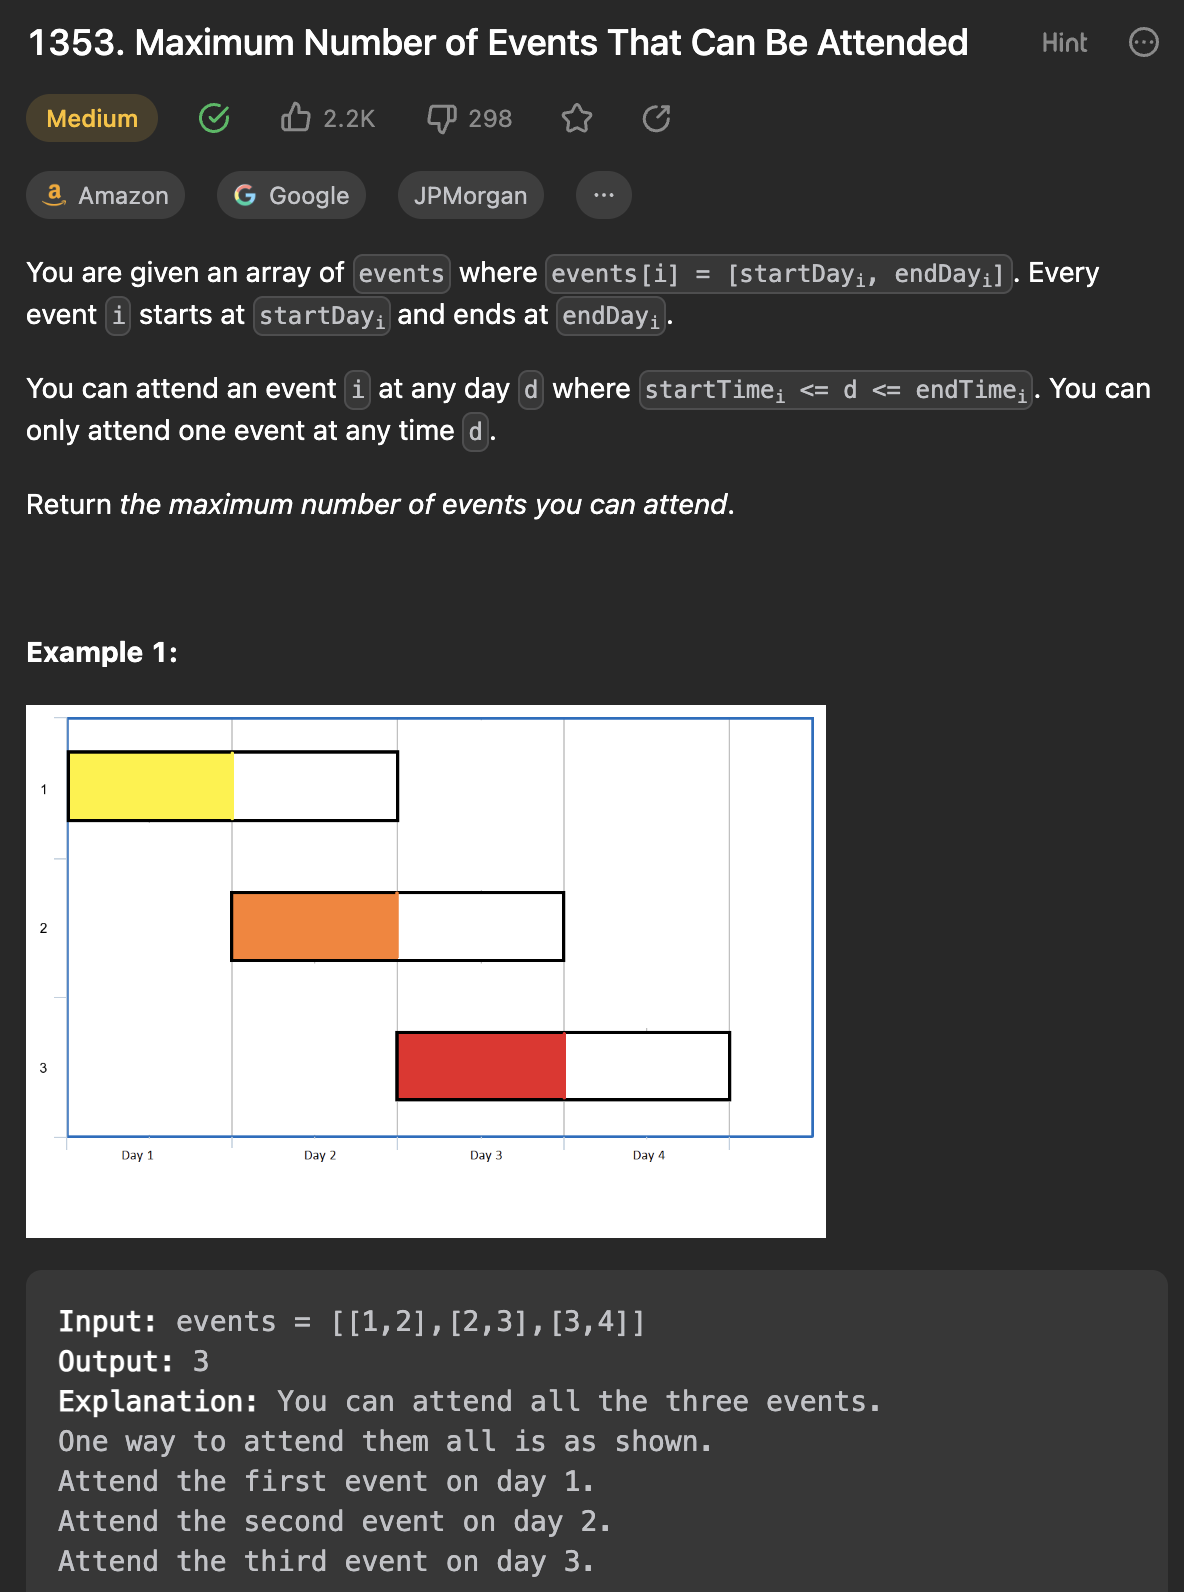 1353. Maximum Number of Events That Can Be Attended Hint
Medium 2.2K 298
a Amazon G Google JPMorgan ...
You are given an array of events where events[i] = [startDayᵢ, endDayᵢ]. Every
event i starts at startDayᵢ and ends at endDayᵢ.
You can attend an event i at any day d where startTimeᵢ <= d <= endTimeᵢ. You can
only attend one event at any time d.
Return the maximum number of events you can attend.
Example 1:
1
2
3
Day 1 Day 2 Day 3 Day 4
Input: events = [[1,2],[2,3],[3,4]]
Output: 3
Explanation: You can attend all the three events.
One way to attend them all is as shown.
Attend the first event on day 1.
Attend the second event on day 2.
Attend the third event on day 3.